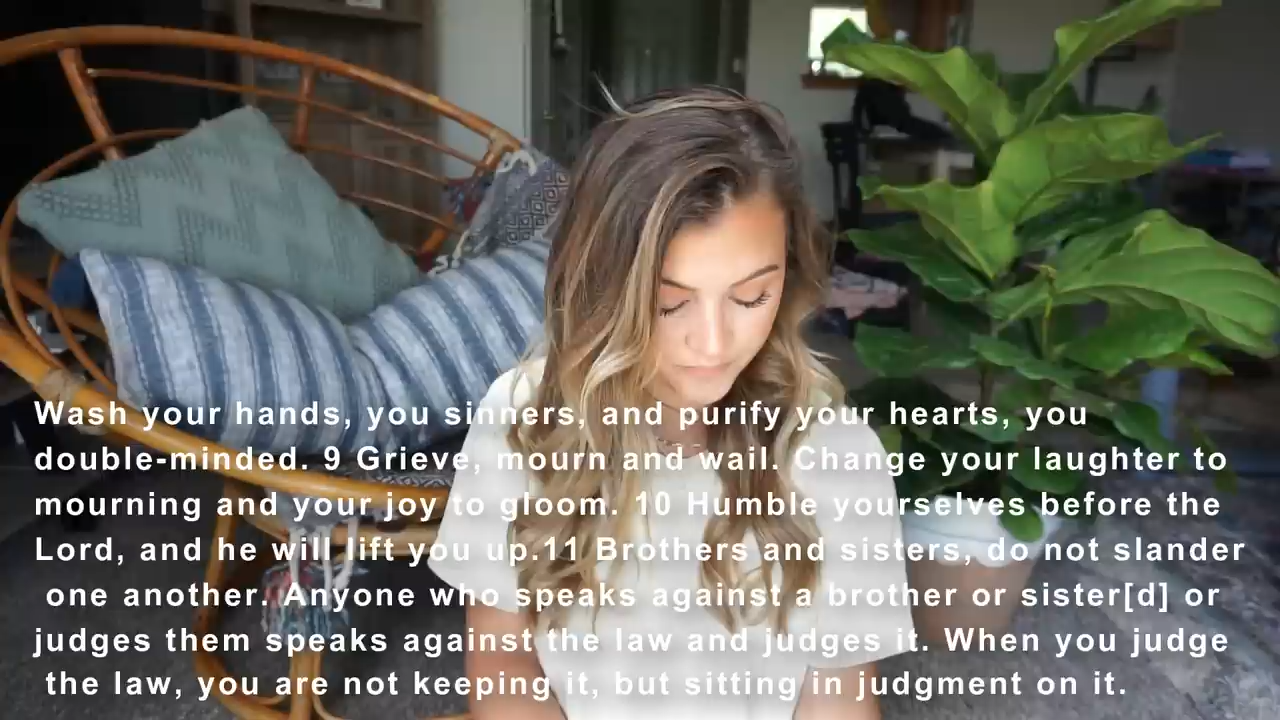 Wash your hands, you sinners, and purify your hearts, you
double-minded. 9 Grieve, mourn and wail. Change your laughter to
mourning and your joy to gloom. 10 Humble yourselves before the
Lord, and he will lift you up.11 Brothers and sisters, do not slander
one another. Anyone who speaks against a brother or sister[d] or
judges them speaks against the law and judges it. When you judge
the law, you are not keeping it, but sitting in judgment on it.